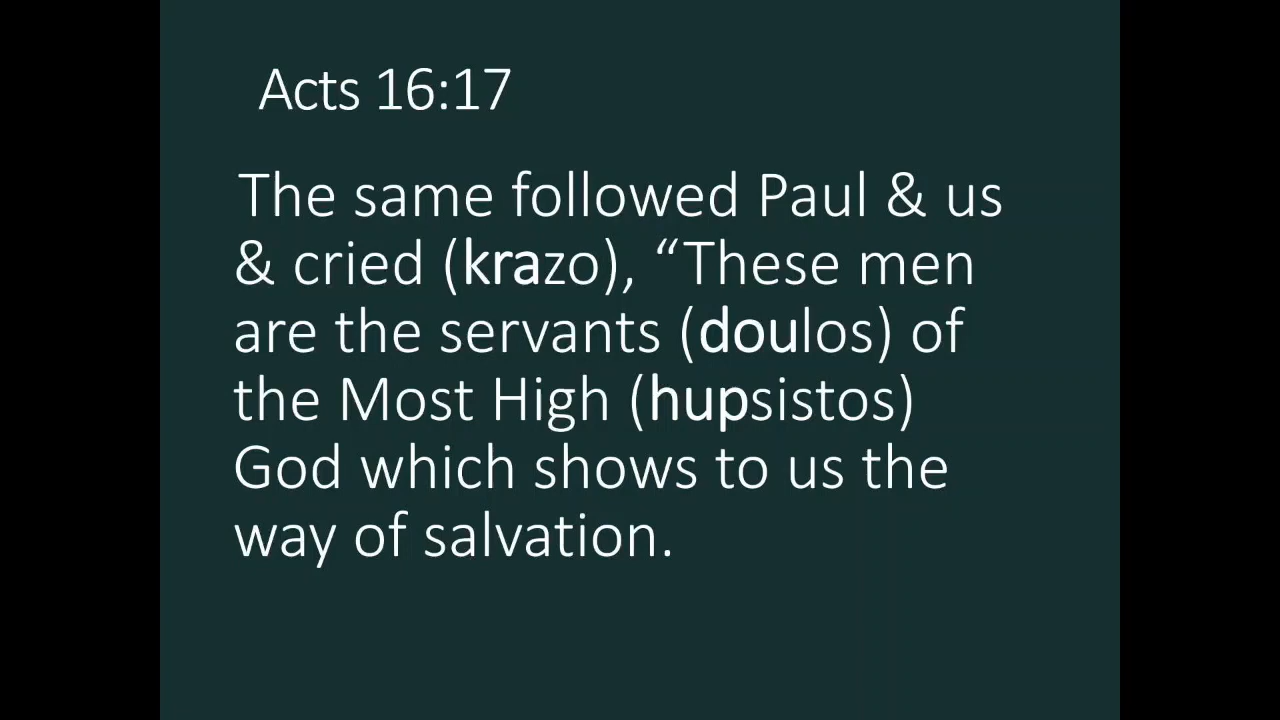 Acts 16:17
The same followed Paul & us
& cried (krazo), “These men
are the servants (doulos) of
the Most High (hupsistos)
God which shows to us the
way of salvation.